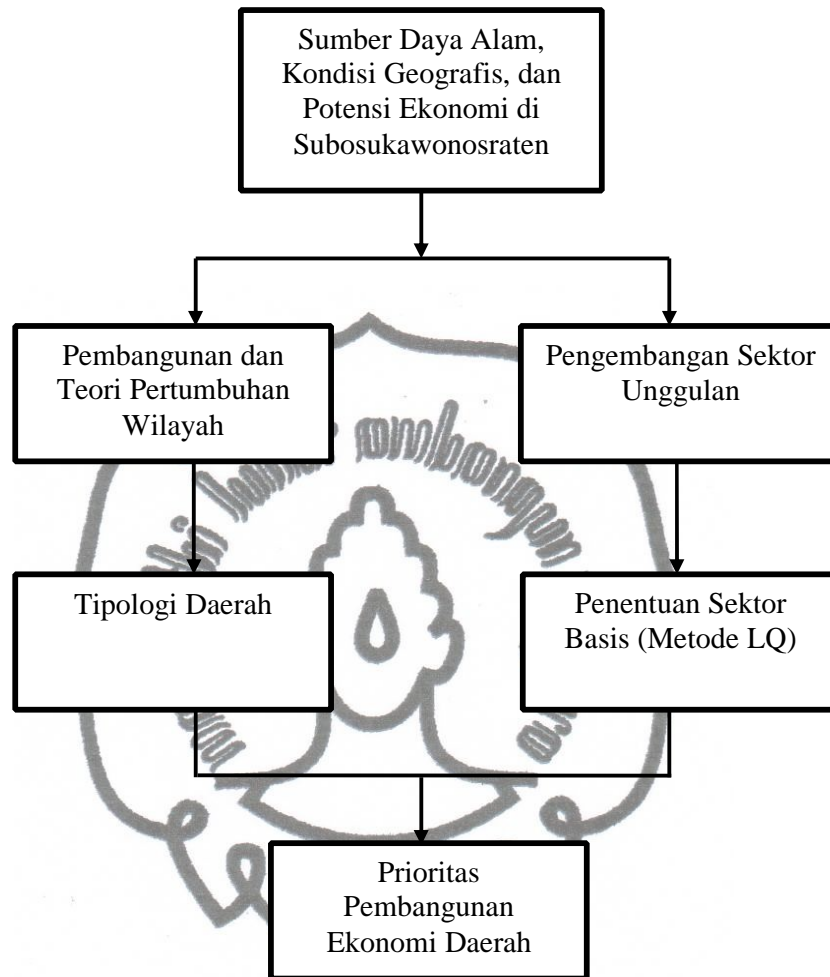 Sumber Daya Alam,
Kondisi Geografis, dan
Potensi Ekonomi di
Subosukawonosraten
Pembangunan dan
Teori Pertumbuhan
Wilayah
Pengembangan Sektor
Unggulan
Tipologi Daerah
Penentuan Sektor
Basis (Metode LQ)
Prioritas
Pembangunan
Ekonomi Daerah